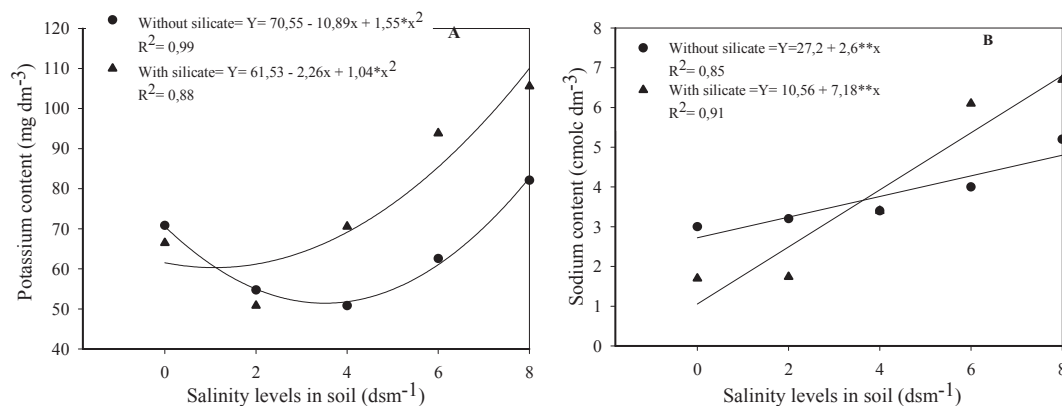 A
● Without silicate= Y= 70,55 - 10,89x + 1,55*x²
R²= 0,99
▲ With silicate= Y= 61,53 - 2,26x + 1,04*x²
R²= 0,88
120
110
100
90
80
70
60
50
40
Potassium content (mg dm⁻³)
0 2 4 6 8
Salinity levels in soil (dsm⁻¹)
B
● Without silicate =Y=27,2 + 2,6**x
R²= 0,85
▲ With silicate =Y= 10,56 + 7,18**x
R²= 0,91
8
7
6
5
4
3
2
1
0
Sodium content (cmolc dm⁻³)
0 2 4 6 8
Salinity levels in soil (dsm⁻¹)